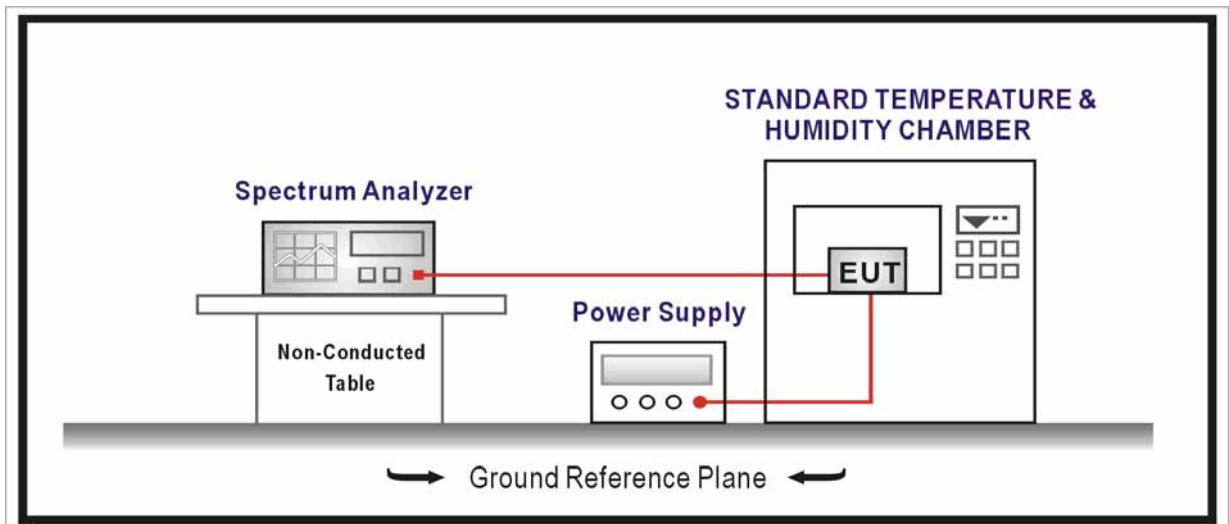 STANDARD TEMPERATURE &
HUMIDITY CHAMBER
Spectrum Analyzer
EUT
Power Supply
Non-Conducted
Table
Ground Reference Plane